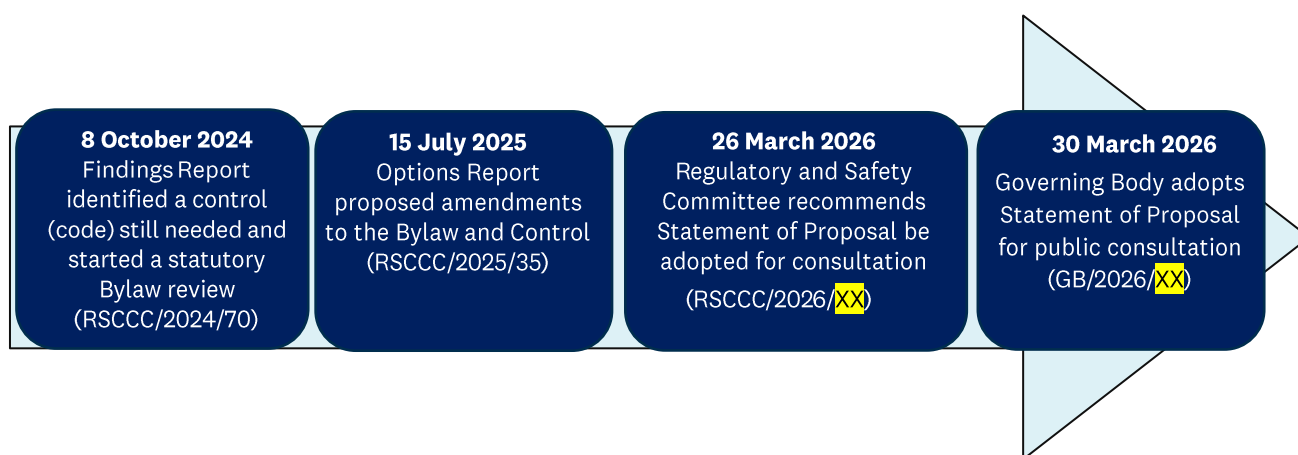 8 October 2024
Findings Report
identified a control
(code) still needed and
started a statutory
Bylaw review
(RSCCC/2024/70)
15 July 2025
Options Report
proposed amendments
to the Bylaw and Control
(RSCCC/2025/35)
26 March 2026
Regulatory and Safety
Committee recommends
Statement of Proposal be
adopted for consultation
(RSCCC/2026/XX)
30 March 2026
Governing Body adopts
Statement of Proposal
for public consultation
(GB/2026/XX)